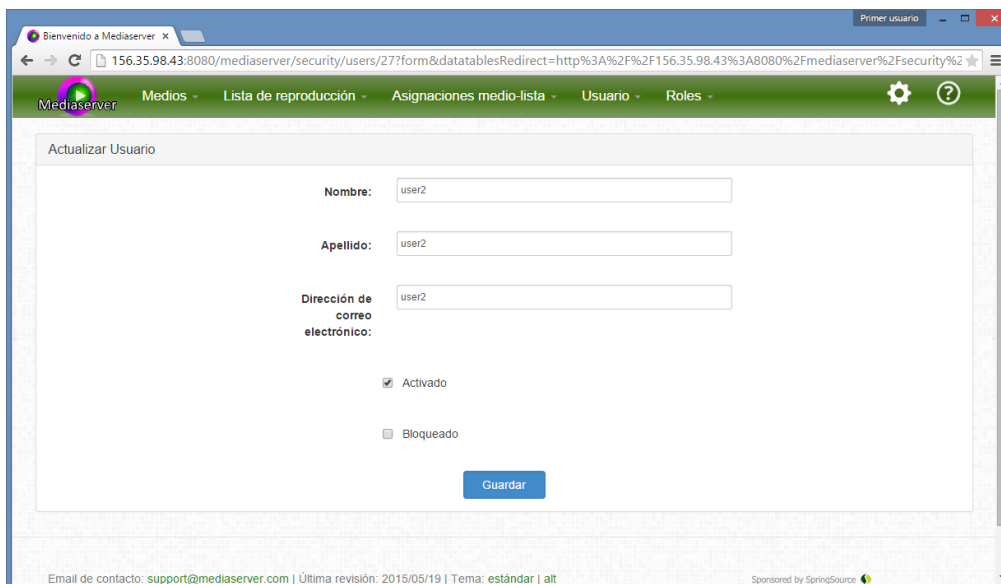 Primer usuario
Bienvenido a Mediaserver
156.35.98.43:8080/mediaserver/security/users/27?form&datatablesRedirect=http%3A%2F%2F156.35.98.43%3A8080%2Fmediaserver%2Fsecurity%2
Mediaserver Medios Lista de reproducción Asignaciones medio-lista Usuario Roles
Actualizar Usuario
Nombre: user2
Apellido: user2
Dirección de user2
correo
electrónico:
Activado
Bloqueado
Guardar
Email de contacto: support@mediaserver.com | Última revisión: 2015/05/19 | Tema: estándar | alt Sponsored by SpringSource